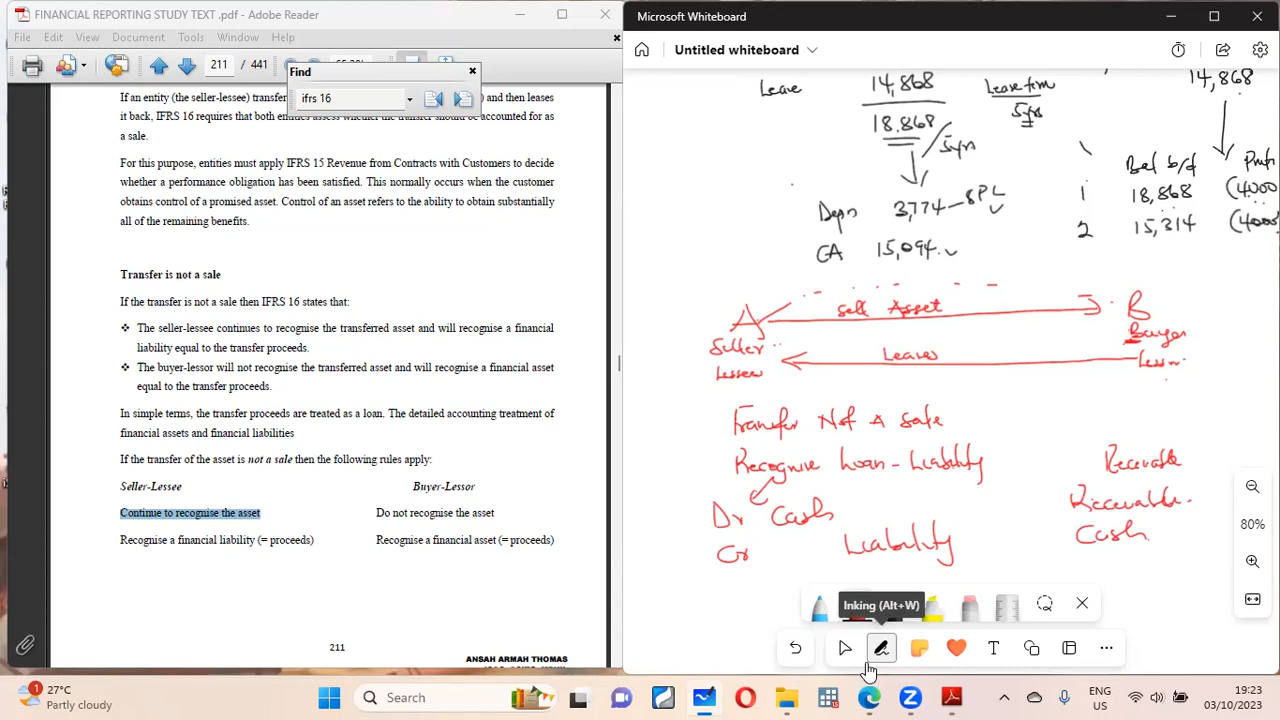 FINANCIAL REPORTING STUDY TEXT .pdf - Adobe Reader
File Edit View Document Tools Window Help
211 / 441
Find
ifrs 16
If an entity (the seller-lessee) transfer
) and then leases
it back, IFRS 16 requires that both entities assess whether the transfer should be accounted for as
a sale.
For this purpose, entities must apply IFRS 15 Revenue from Contracts with Customers to decide
whether a performance obligation has been satisfied. This normally occurs when the customer
obtains control of a promised asset. Control of an asset refers to the ability to obtain substantially
all of the remaining benefits.
Transfer is not a sale
If the transfer is not a sale then IFRS 16 states that:
❖ The seller-lessee continues to recognise the transferred asset and will recognise a financial
liability equal to the transfer proceeds.
❖ The buyer-lessor will not recognise the transferred asset and will recognise a financial asset
equal to the transfer proceeds.
In simple terms, the transfer proceeds are treated as a loan. The detailed accounting treatment of
financial assets and financial liabilities
If the transfer of the asset is not a sale then the following rules apply:
Seller-Lessee Buyer-Lessor
Continue to recognise the asset Do not recognise the asset
Recognise a financial liability (= proceeds) Recognise a financial asset (= proceeds)
211
ANSAH ARMAH THOMAS
Microsoft Whiteboard
Untitled whiteboard
Lease 14,868 Lease term 14,868
18,868 5yrs
5yrs
Bal b/d Pmt
1 18,868 (4000
Depn 3,774 - SPL
2 15,314 (4000
CA 15,094
A Sell Asset B
Seller Buyer
Lease
Lessee Lessor
Transfer Not A Sale
Recognise Loan - Liability Receivable
Dr Cash Receivable
Cr Liability Cash
80%
Inking (Alt+W)
27°C
Partly cloudy
Search
ENG
US
19:23
03/10/2023